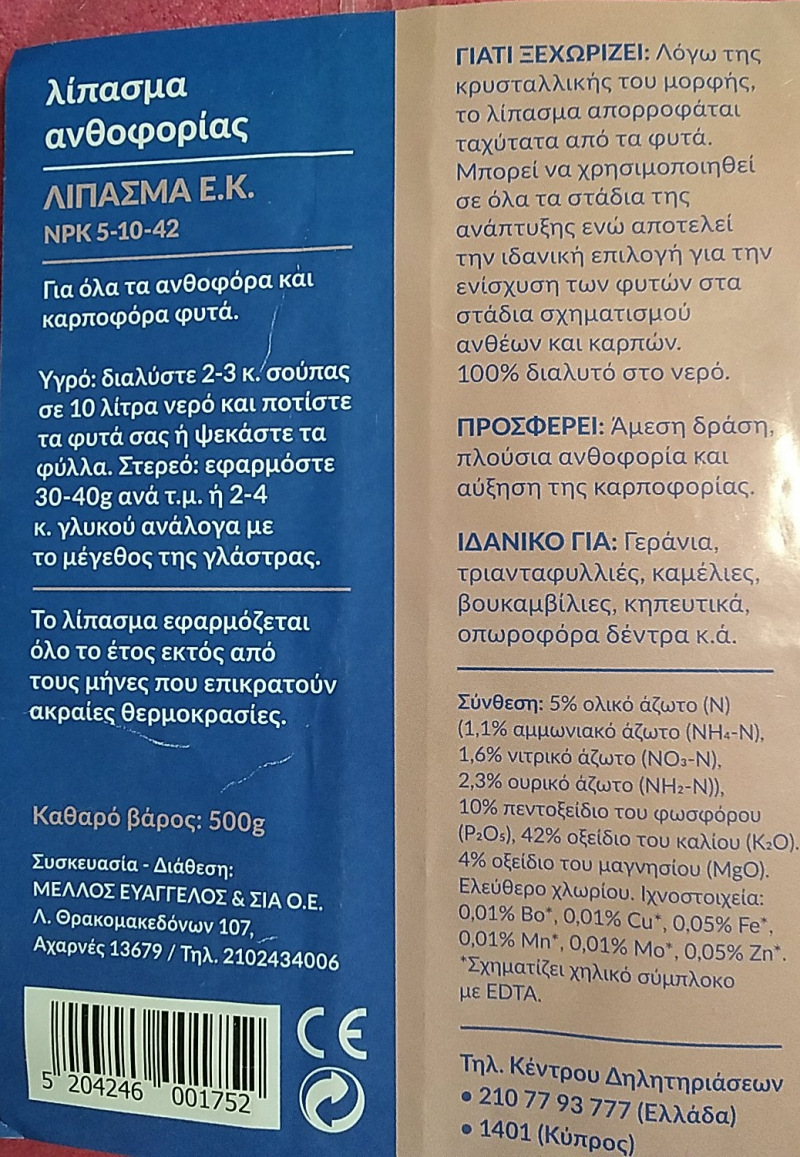 λίπασμα
ανθοφορίας
ΛΙΠΑΣΜΑ Ε.Κ.
NPK 5-10-42
Για όλα τα ανθοφόρα και
καρποφόρα φυτά.
Υγρό: διαλύστε 2-3 κ. σούπας
σε 10 λίτρα νερό και ποτίστε
τα φυτά σας ή ψεκάστε τα
φύλλα. Στερεό: εφαρμόστε
30-40g ανά τ.μ. ή 2-4
κ. γλυκού ανάλογα με
το μέγεθος της γλάστρας.
Το λίπασμα εφαρμόζεται
όλο το έτος εκτός από
τους μήνες που επικρατούν
ακραίες θερμοκρασίες.
Καθαρό βάρος: 500g
Συσκευασία - Διάθεση:
ΜΕΛΛΟΣ ΕΥΑΓΓΕΛΟΣ & ΣΙΑ Ο.Ε.
Λ. Θρακομακεδόνων 107,
Αχαρνές 13679 / Τηλ. 2102434006
5 204246 001752
CE
ΓΙΑΤΙ ΞΕΧΩΡΙΖΕΙ: Λόγω της
κρυσταλλικής του μορφής,
το λίπασμα απορροφάται
ταχύτατα από τα φυτά.
Μπορεί να χρησιμοποιηθεί
σε όλα τα στάδια της
ανάπτυξης ενώ αποτελεί
την ιδανική επιλογή για την
ενίσχυση των φυτών στα
στάδια σχηματισμού
ανθέων και καρπών.
100% διαλυτό στο νερό.
ΠΡΟΣΦΕΡΕΙ: Άμεση δράση,
πλούσια ανθοφορία και
αύξηση της καρποφορίας.
ΙΔΑΝΙΚΟ ΓΙΑ: Γεράνια,
τριανταφυλλιές, καμέλιες,
βουκαμβίλιες, κηπευτικά,
οπωροφόρα δέντρα κ.ά.
Σύνθεση: 5% ολικό άζωτο (N)
(1,1% αμμωνιακό άζωτο (NH₄-N),
1,6% νιτρικό άζωτο (NO₃-N),
2,3% ουρικό άζωτο (NH₂-N)),
10% πεντοξείδιο του φωσφόρου
(P₂O₅), 42% οξείδιο του καλίου (K₂O).
4% οξείδιο του μαγνησίου (MgO).
Ελεύθερο χλωρίου. Ιχνοστοιχεία:
0,01% Bo*, 0,01% Cu*, 0,05% Fe*,
0,01% Mn*, 0,01% Mo*, 0,05% Zn*.
*Σχηματίζει χηλικό σύμπλοκο
με EDTA.
Τηλ. Κέντρου Δηλητηριάσεων
• 210 77 93 777 (Ελλάδα)
• 1401 (Κύπρος)